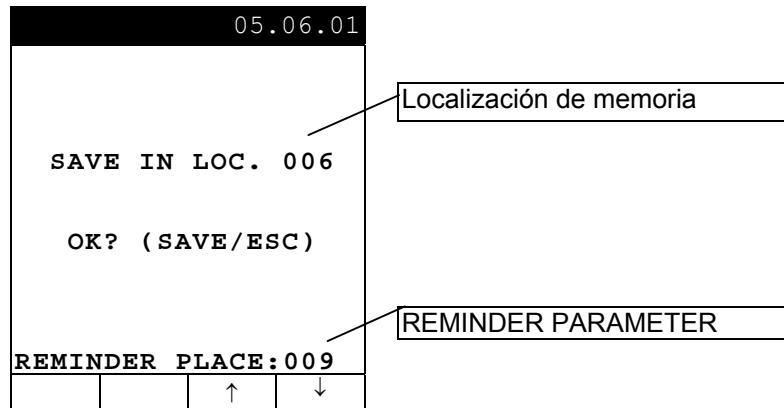 05.06.01
Localización de memoria
SAVE IN LOC. 006
OK? (SAVE/ESC)
REMINDER PARAMETER
REMINDER PLACE:009
↑ ↓